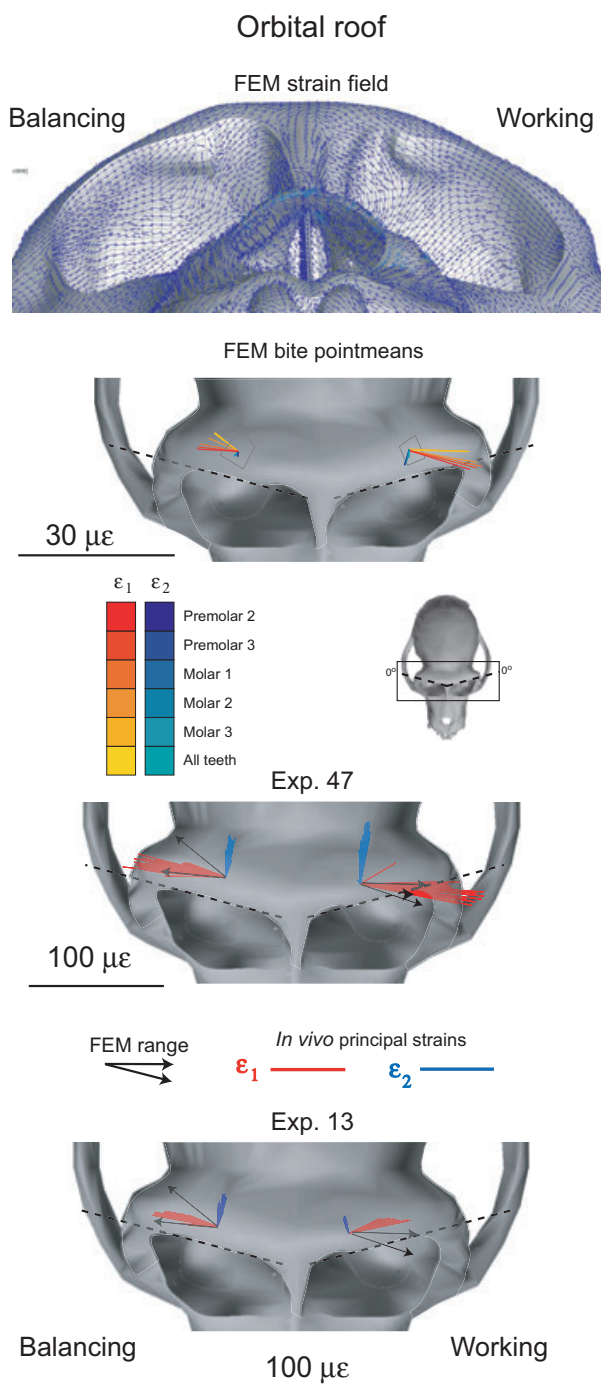 Orbital roof
FEM strain field
Balancing
Working
FEM bite pointmeans
30 µε
ε1 ε2
Premolar 2
Premolar 3
Molar 1
Molar 2
Molar 3
All teeth
0º
0º
Exp. 47
100 µε
FEM range
In vivo principal strains
ε1
ε2
Exp. 13
Balancing
Working
100 µε